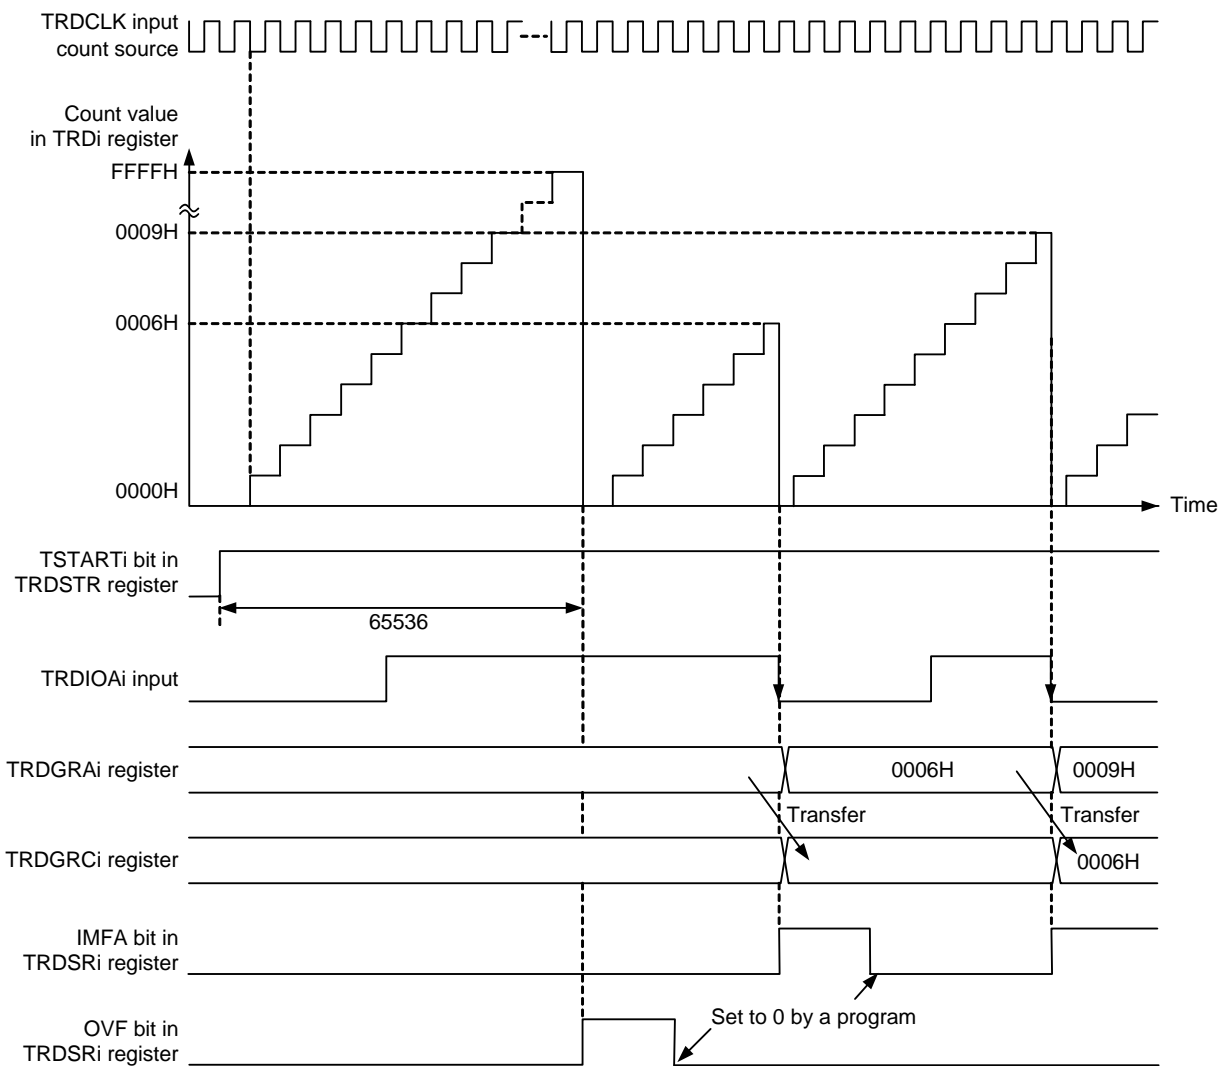 TRDCLK input
count source
Count value
in TRDi register
FFFFH
0009H
0006H
0000H
Time
TSTARTi bit in
TRDSTR register
65536
TRDIOAi input
TRDGRAi register
0006H
0009H
Transfer
Transfer
TRDGRCi register
0006H
IMFA bit in
TRDSRi register
Set to 0 by a program
OVF bit in
TRDSRi register